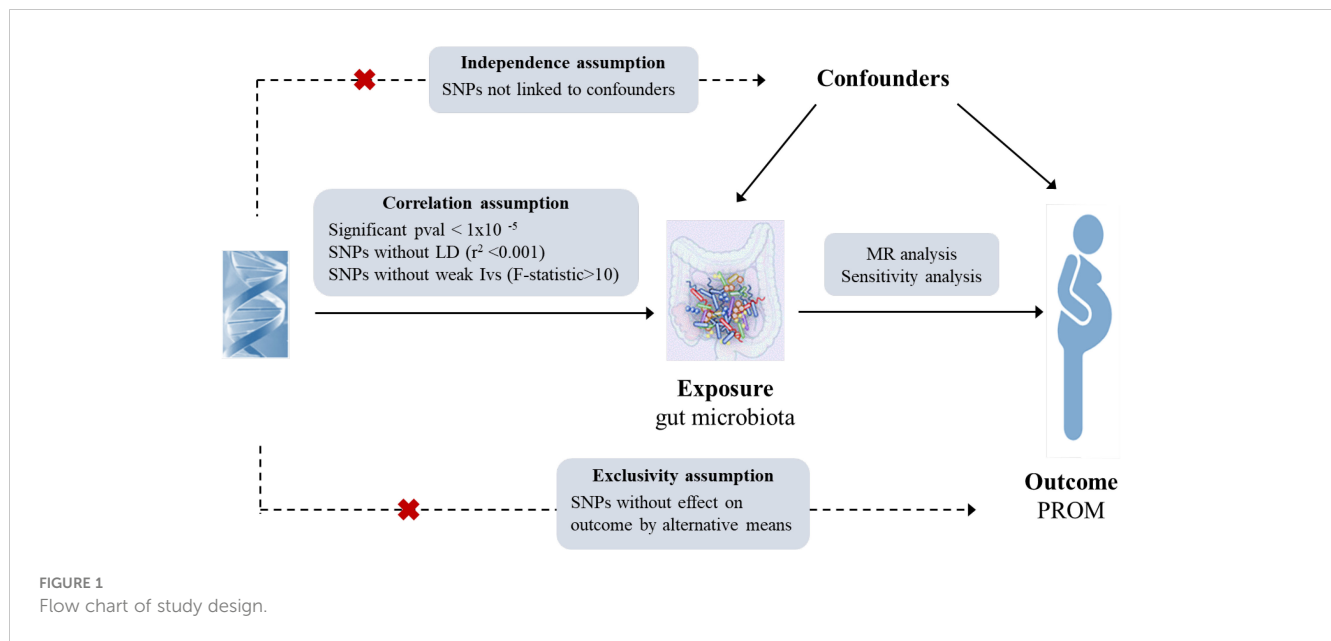 Independence assumption
SNPs not linked to confounders
Confounders
Correlation assumption
Significant pval < 1x10 -5
SNPs without LD (r² <0.001)
SNPs without weak Ivs (F-statistic>10)
MR analysis
Sensitivity analysis
Exposure
gut microbiota
Exclusivity assumption
SNPs without effect on
outcome by alternative means
Outcome
PROM
FIGURE 1
Flow chart of study design.